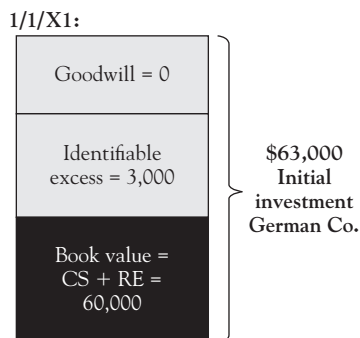 1/1/X1:
Goodwill = 0
Identifiable
excess = 3,000
Book value =
CS + RE =
60,000
$63,000
Initial
investment
German Co.